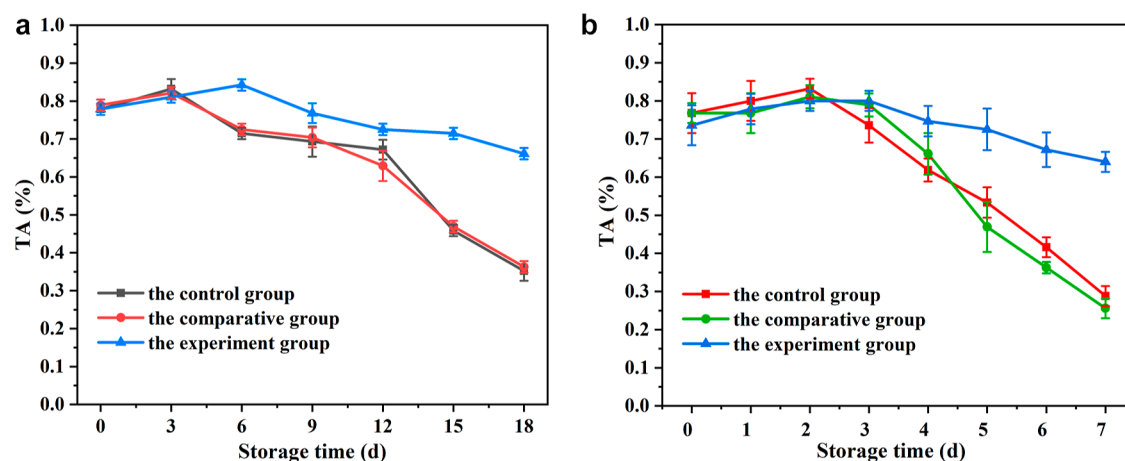 a
1.0
0.9
0.8
0.7
0.6
0.5
0.4
0.3
0.2
0.1
0.0
TA (%)
the control group
the comparative group
the experiment group
0 3 6 9 12 15 18
Storage time (d)
b
1.0
0.9
0.8
0.7
0.6
0.5
0.4
0.3
0.2
0.1
0.0
TA (%)
the control group
the comparative group
the experiment group
0 1 2 3 4 5 6 7
Storage time (d)